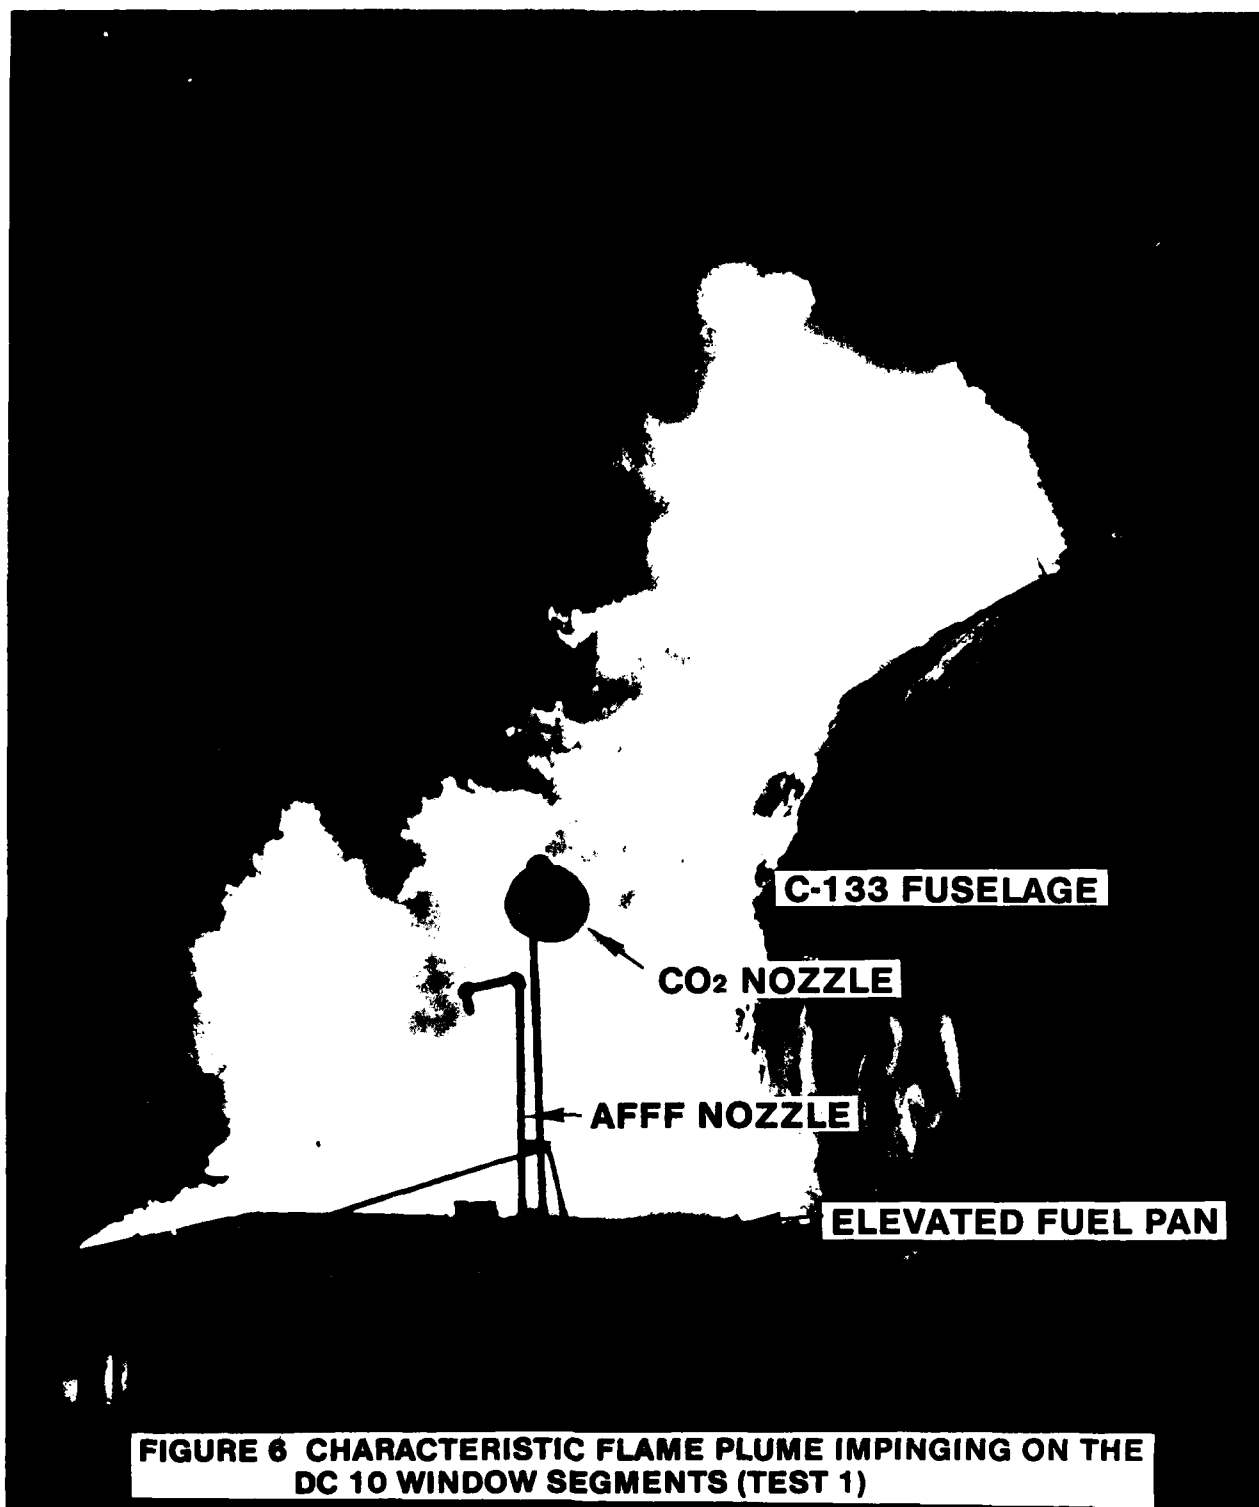 C-133 FUSELAGE
CO2 NOZZLE
AFFF NOZZLE
ELEVATED FUEL PAN
FIGURE 6 CHARACTERISTIC FLAME PLUME IMPINGING ON THE
DC 10 WINDOW SEGMENTS (TEST 1)